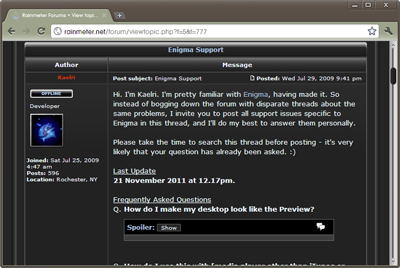 Rainmeter Forums • View topi...
rainmeter.net/forum/viewtopic.php?f=5&t=777
Enigma Support
Author Message
Kaelri
Post subject: Enigma Support Posted: Wed Jul 29, 2009 9:41 pm
OFFLINE
Developer
Joined: Sat Jul 25, 2009
4:47 am
Posts: 596
Location: Rochester, NY
Hi. I'm Kaelri. I'm pretty familiar with Enigma, having made it. So
instead of bogging down the forum with disparate threads about the
same problems, I invite you to post all support issues specific to
Enigma in this thread, and I'll do my best to answer them personally.
Please take the time to search this thread before posting - it's very
likely that your question has already been asked. :)
Last Update
21 November 2011 at 12.17pm.
Frequently Asked Questions
Q. How do I make my desktop look like the Preview?
Spoiler: Show